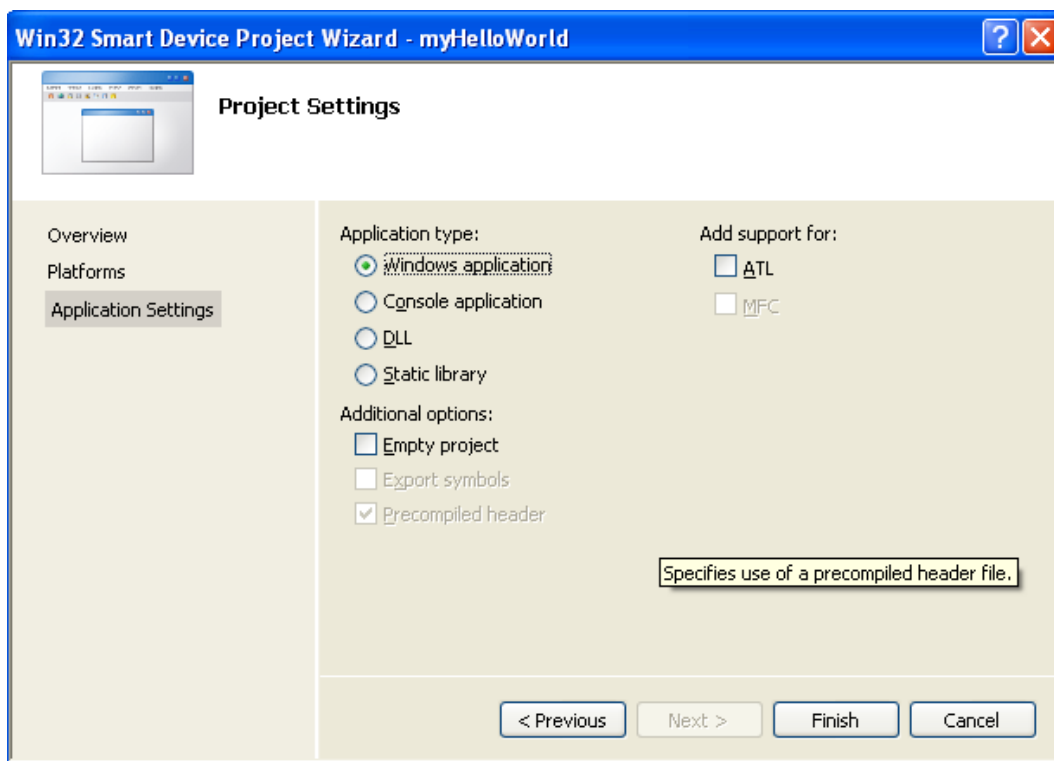 Win32 Smart Device Project Wizard - myHelloWorld
Project Settings
Overview
Platforms
Application Settings
Application type:
Windows application
Console application
DLL
Static library
Additional options:
Empty project
Export symbols
Precompiled header
Add support for:
ATL
MFC
Specifies use of a precompiled header file.
< Previous
Next >
Finish
Cancel